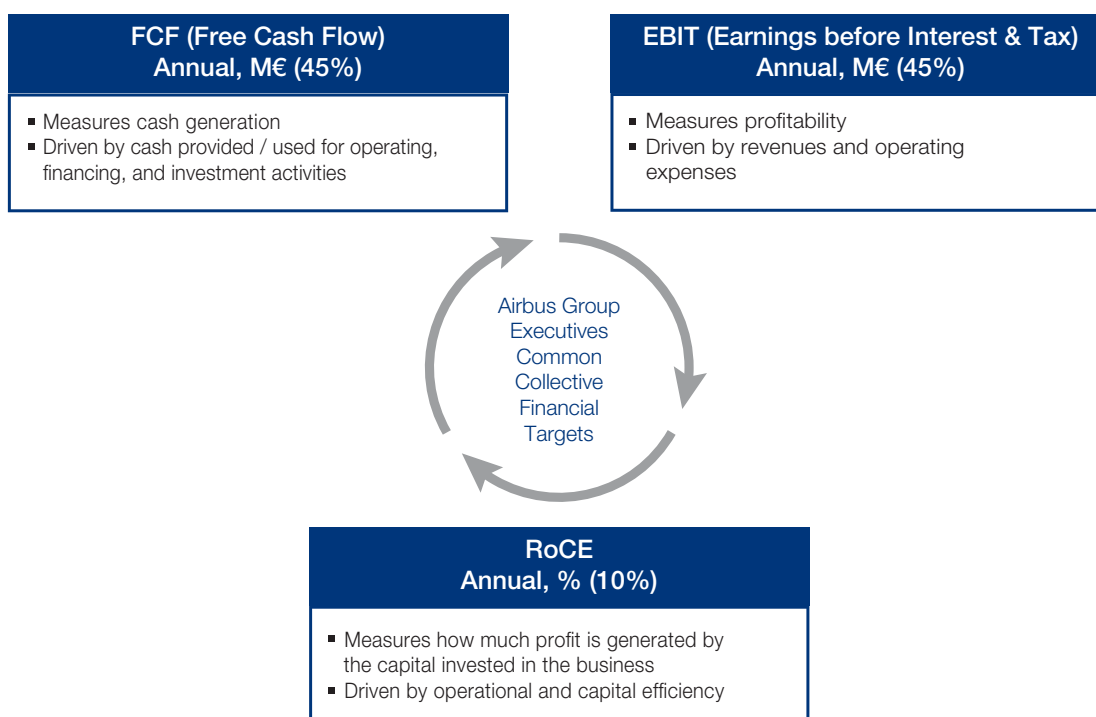 FCF (Free Cash Flow)
Annual, M€ (45%)
▪ Measures cash generation
▪ Driven by cash provided / used for operating,
financing, and investment activities
EBIT (Earnings before Interest & Tax)
Annual, M€ (45%)
▪ Measures profitability
▪ Driven by revenues and operating
expenses
Airbus Group
Executives
Common
Collective
Financial
Targets
RoCE
Annual, % (10%)
▪ Measures how much profit is generated by
the capital invested in the business
▪ Driven by operational and capital efficiency